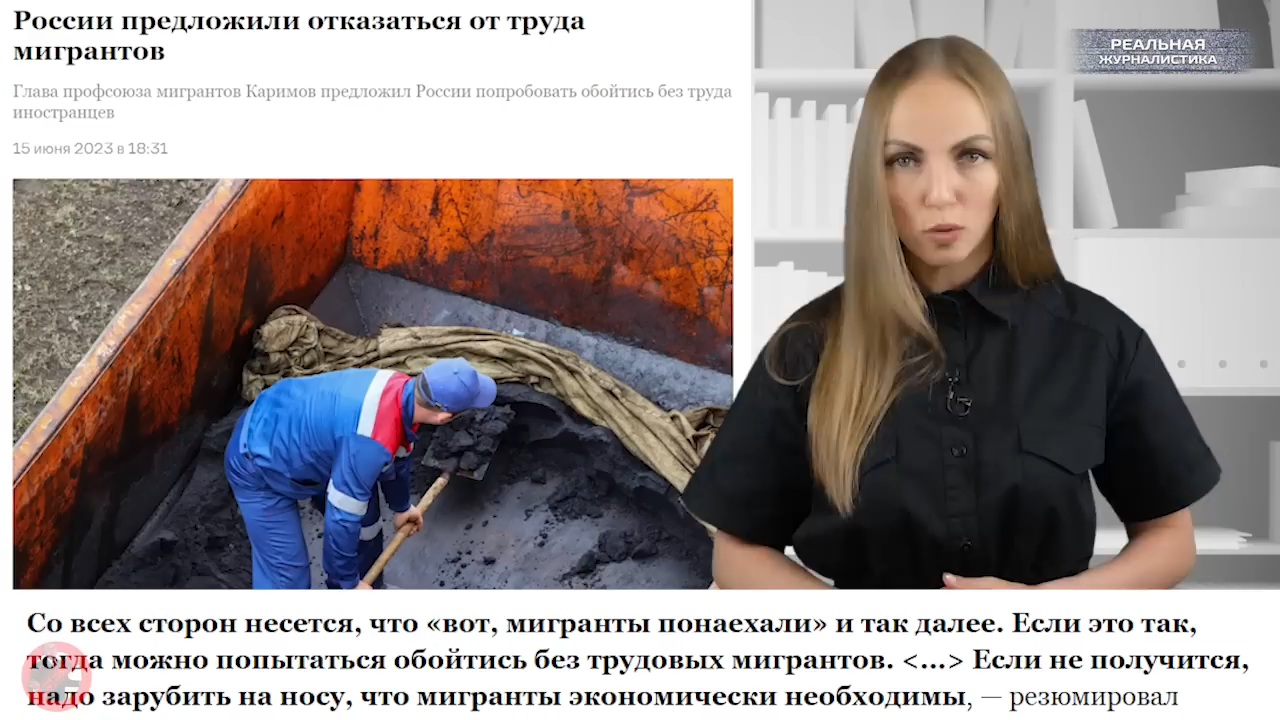 России предложили отказаться от труда
мигрантов
Глава профсоюза мигрантов Каримов предложил России попробовать обойтись без труда
иностранцев
15 июня 2023 в 18:31
РЕАЛЬНАЯ
ЖУРНАЛИСТИКА
Со всех сторон несется, что «вот, мигранты понаехали» и так далее. Если это так,
тогда можно попытаться обойтись без трудовых мигрантов. <...> Если не получится,
надо зарубить на носу, что мигранты экономически необходимы, — резюмировал